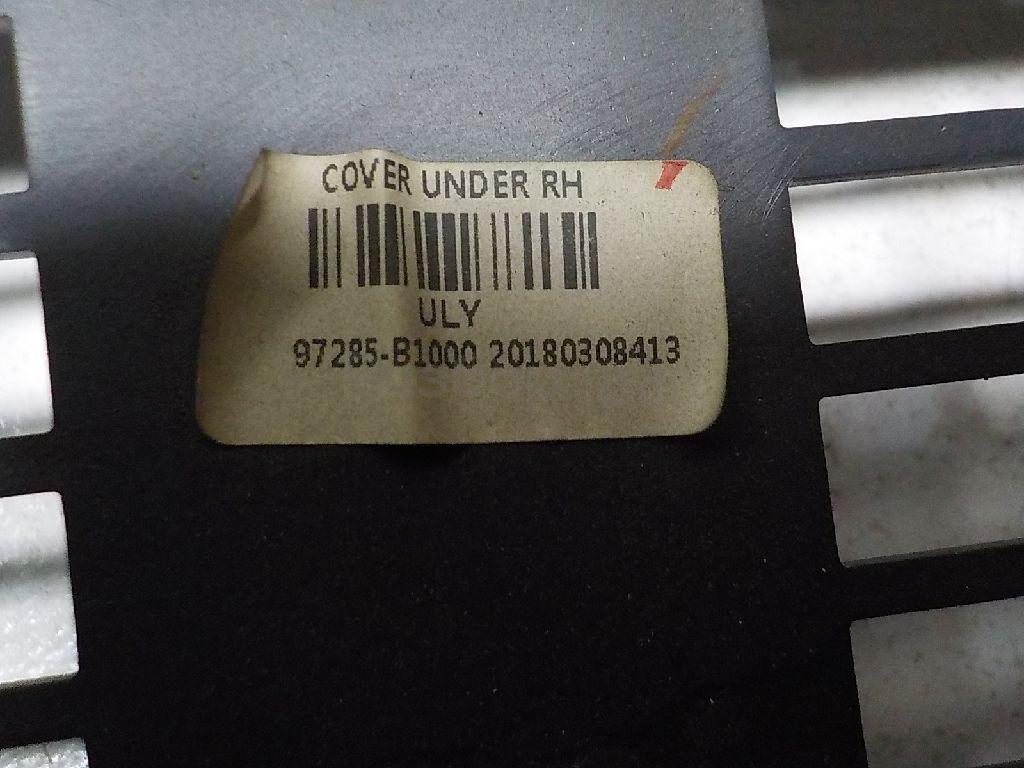 COVER UNDER RH
ULY
97285-B1000 20180308413